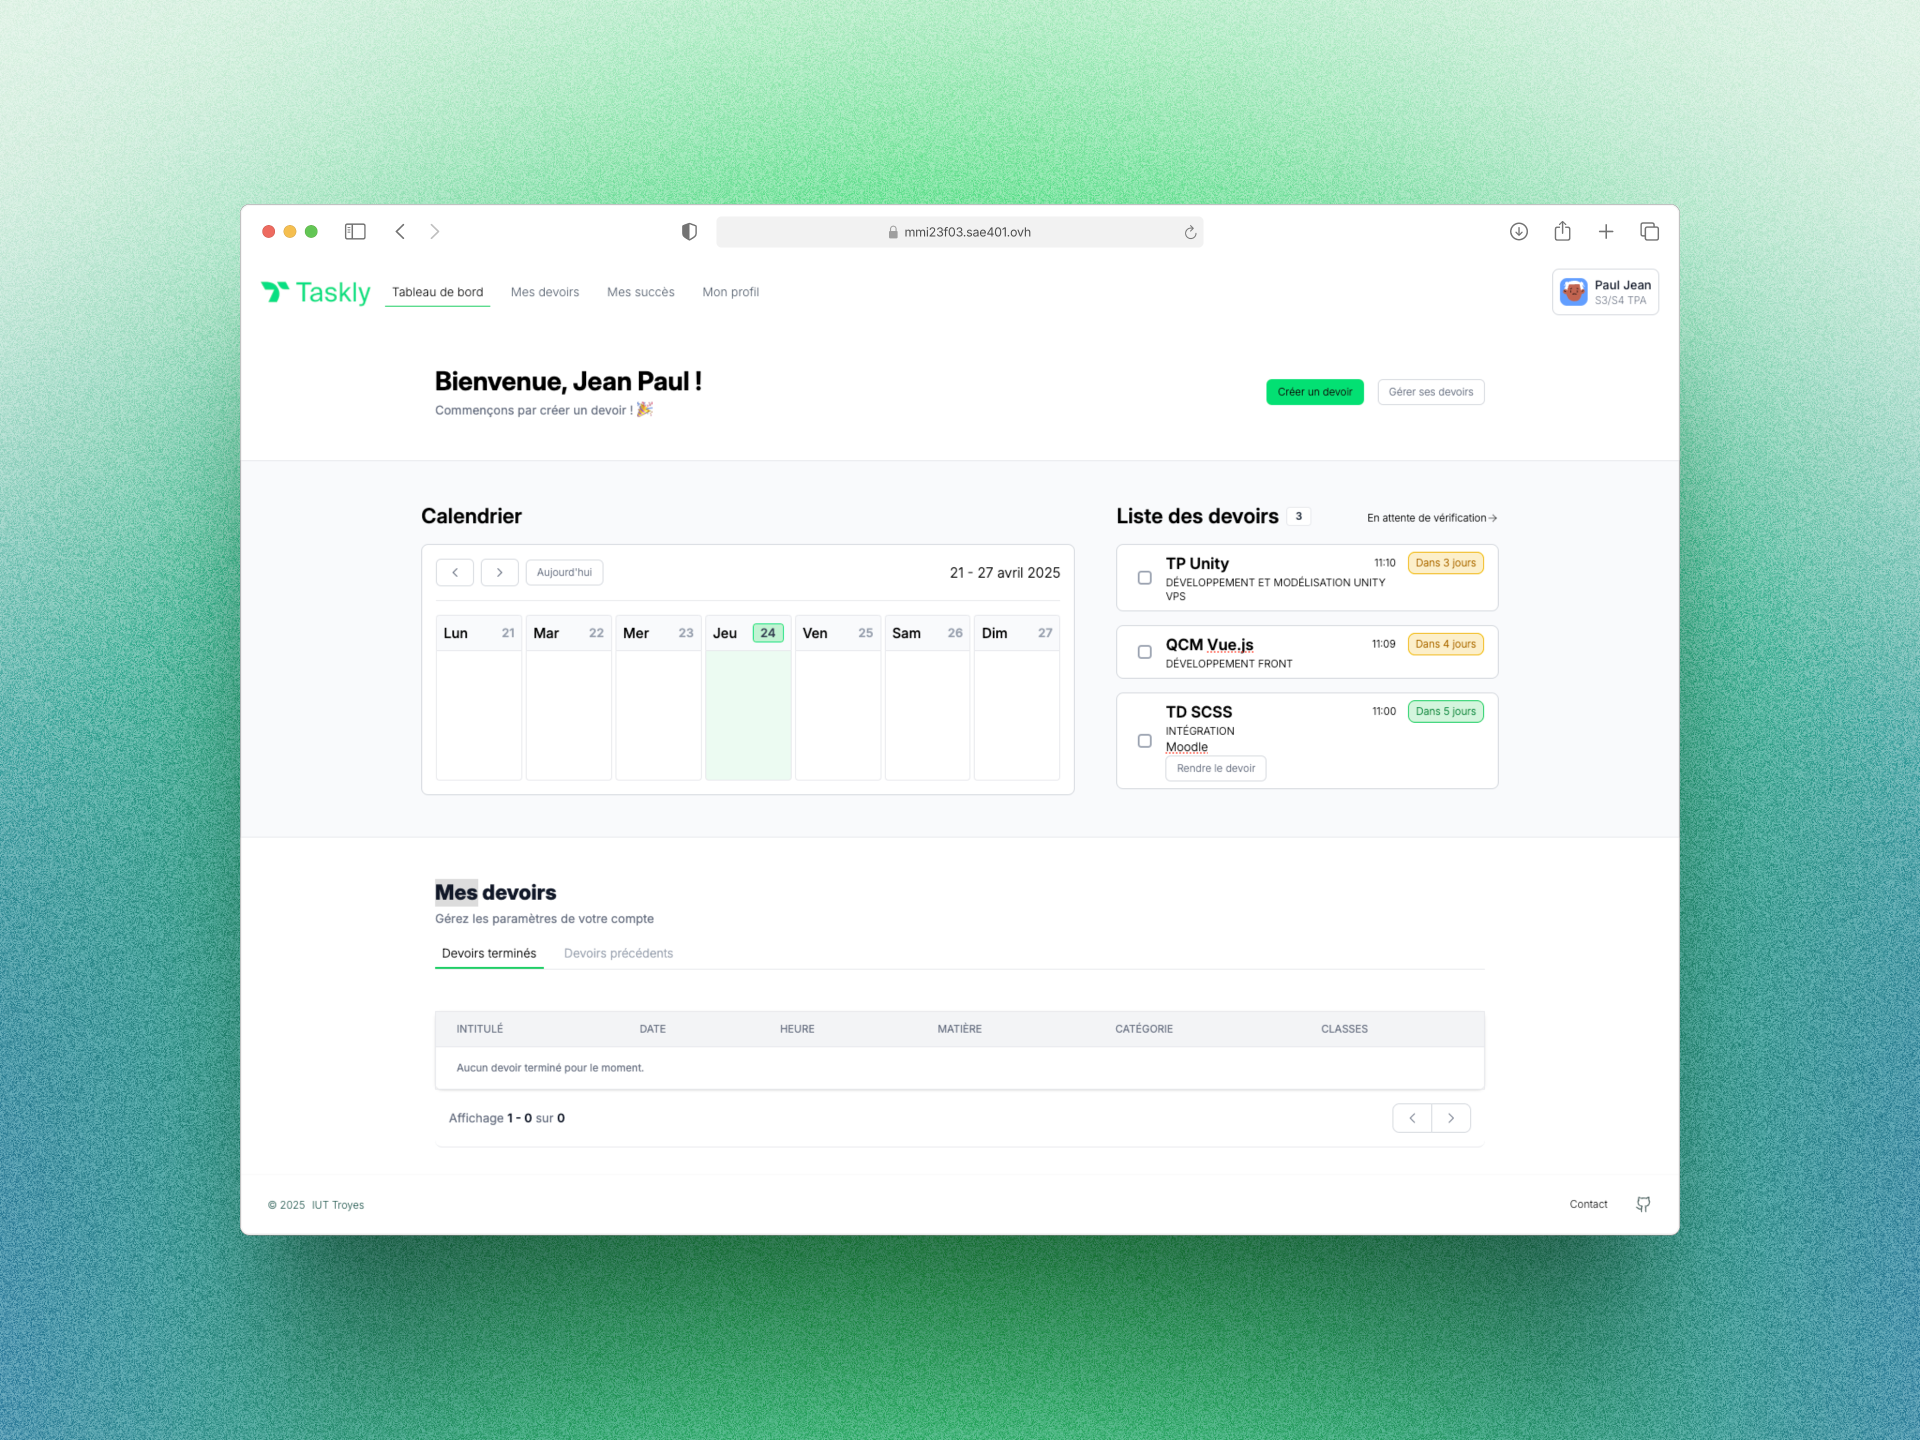 mmi23f03.sae401.ovh
Taskly
Tableau de bord
Mes devoirs
Mes succès
Mon profil
Paul Jean
S3/S4 TPA
Bienvenue, Jean Paul !
Commençons par créer un devoir ! 🎉
Créer un devoir
Gérer ses devoirs
Calendrier
Aujourd'hui
21 - 27 avril 2025
Lun 21
Mar 22
Mer 23
Jeu 24
Ven 25
Sam 26
Dim 27
Liste des devoirs 3
En attente de vérification→
TP Unity 11:10 Dans 3 jours
DÉVELOPPEMENT ET MODÉLISATION UNITY
VPS
QCM Vue.js 11:09 Dans 4 jours
DÉVELOPPEMENT FRONT
TD SCSS 11:00 Dans 5 jours
INTÉGRATION
Moodle
Rendre le devoir
Mes devoirs
Gérez les paramètres de votre compte
Devoirs terminés
Devoirs précédents
INTITULÉ DATE HEURE MATIÈRE CATÉGORIE CLASSES
Aucun devoir terminé pour le moment.
Affichage 1 - 0 sur 0
© 2025 IUT Troyes
Contact